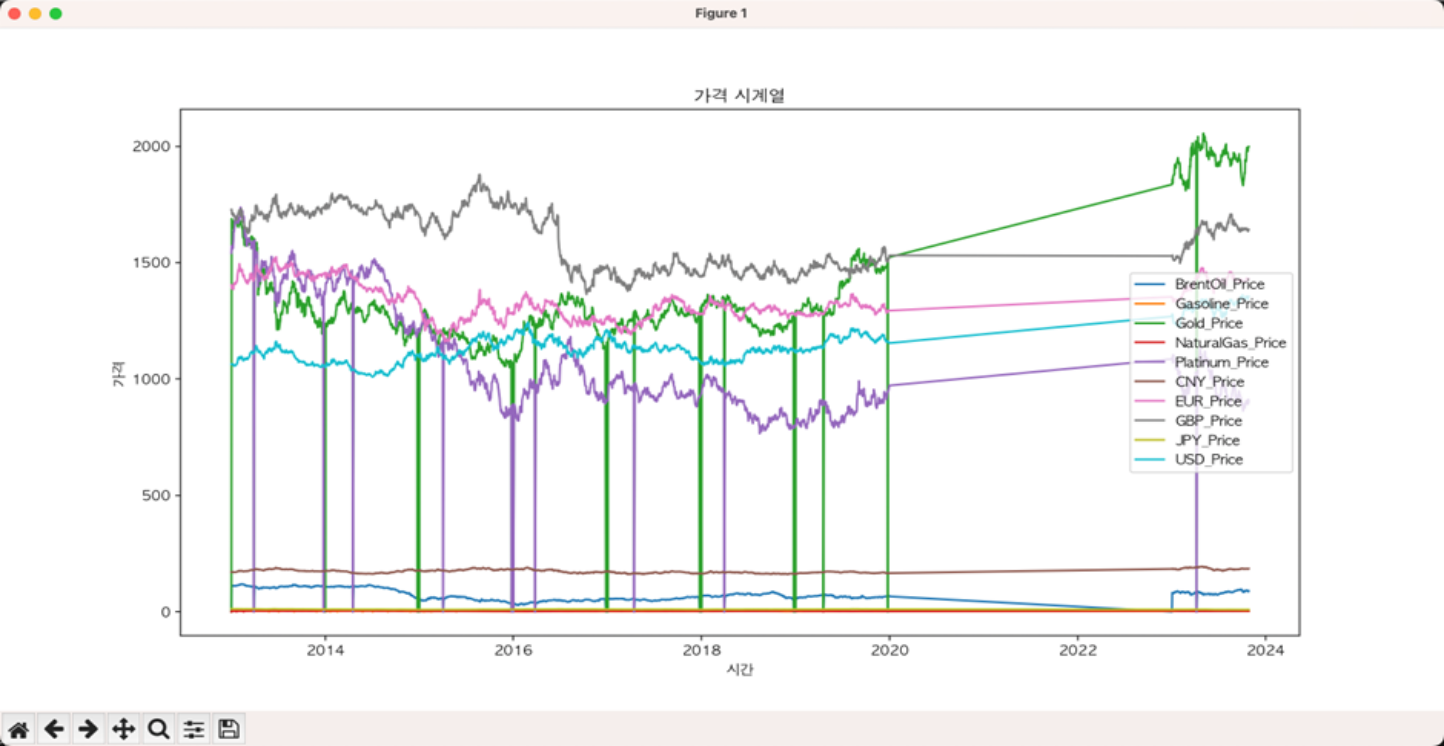 Figure 1
가격 시계열
2000
1500
1000
500
0
가격
2014
2016
2018
2020
2022
2024
시간
BrentOil_Price
Gasoline_Price
Gold_Price
NaturalGas_Price
Platinum_Price
CNY_Price
EUR_Price
GBP_Price
JPY_Price
USD_Price